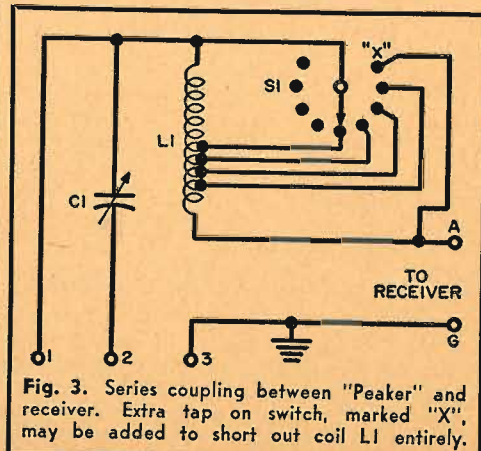 "X"
S1
L1
C1
A
TO
RECEIVER
G
1 2 3
Fig. 3. Series coupling between "Peaker" and
receiver. Extra tap on switch, marked "X",
may be added to short out coil L1 entirely.